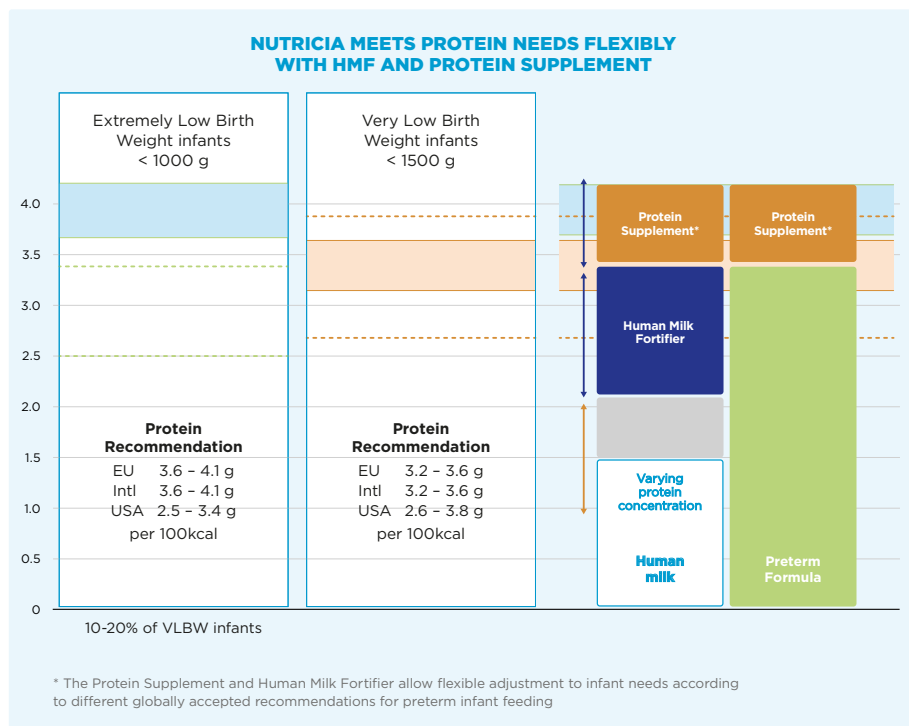 NUTRICIA MEETS PROTEIN NEEDS FLEXIBLY
WITH HMF AND PROTEIN SUPPLEMENT
Extremely Low Birth
Weight infants
< 1000 g
Very Low Birth
Weight infants
< 1500 g
4.0
3.5
3.0
2.5
2.0
1.5
1.0
0.5
0
Protein
Recommendation
EU 3.6 – 4.1 g
Intl 3.6 – 4.1 g
USA 2.5 – 3.4 g
per 100kcal
Protein
Recommendation
EU 3.2 – 3.6 g
Intl 3.2 – 3.6 g
USA 2.6 – 3.8 g
per 100kcal
Protein
Supplement*
Human Milk
Fortifier
Varying
protein
concentration
Human
milk
Protein
Supplement*
Preterm
Formula
10-20% of VLBW infants
* The Protein Supplement and Human Milk Fortifier allow flexible adjustment to infant needs according
to different globally accepted recommendations for preterm infant feeding